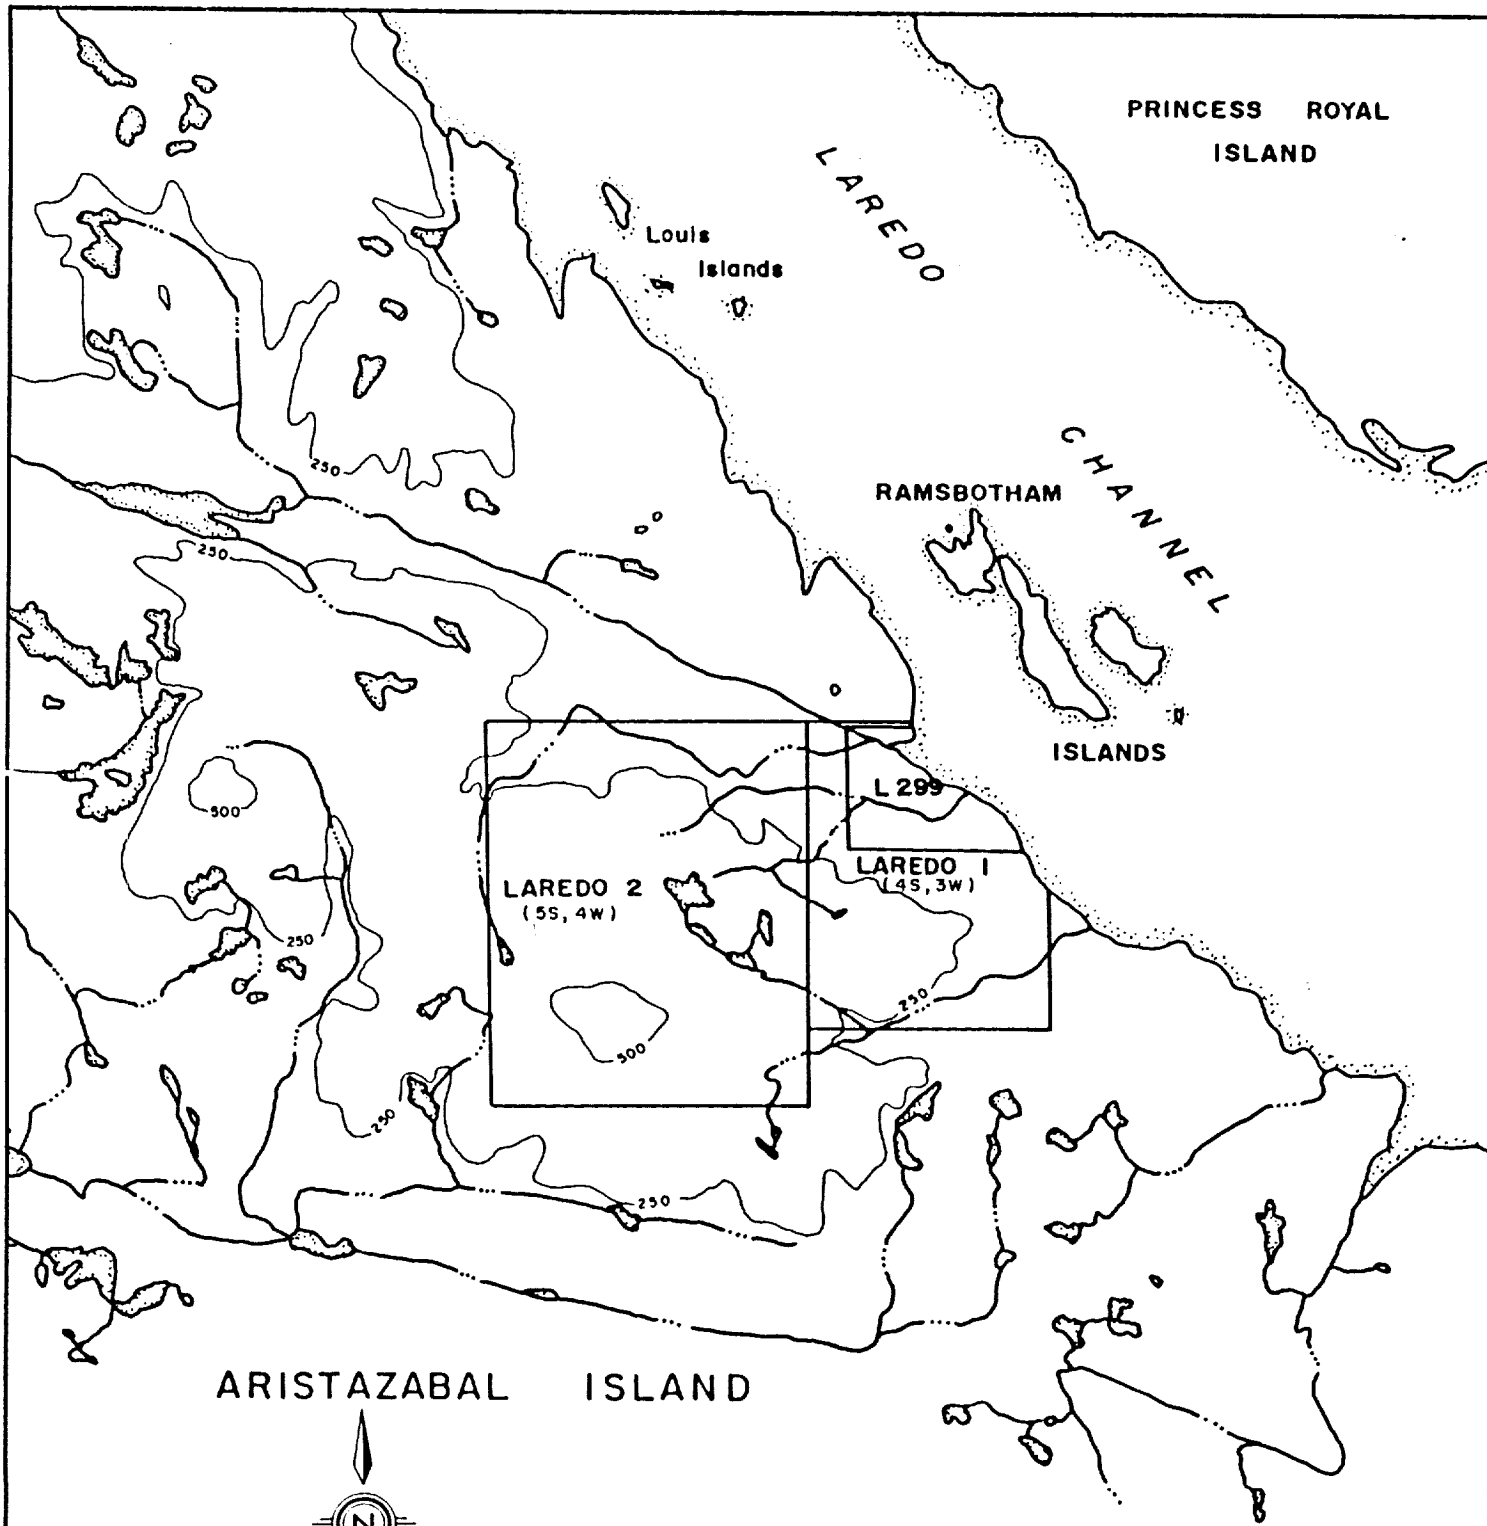 PRINCESS ROYAL
ISLAND
LAREDO
CHANNEL
Louis
Islands
250
RAMSBOTHAM
250
ISLANDS
500
L 299
LAREDO 1
(4S, 3W)
LAREDO 2
(5S, 4W)
250
250
500
250
250
ARISTAZABAL ISLAND
N